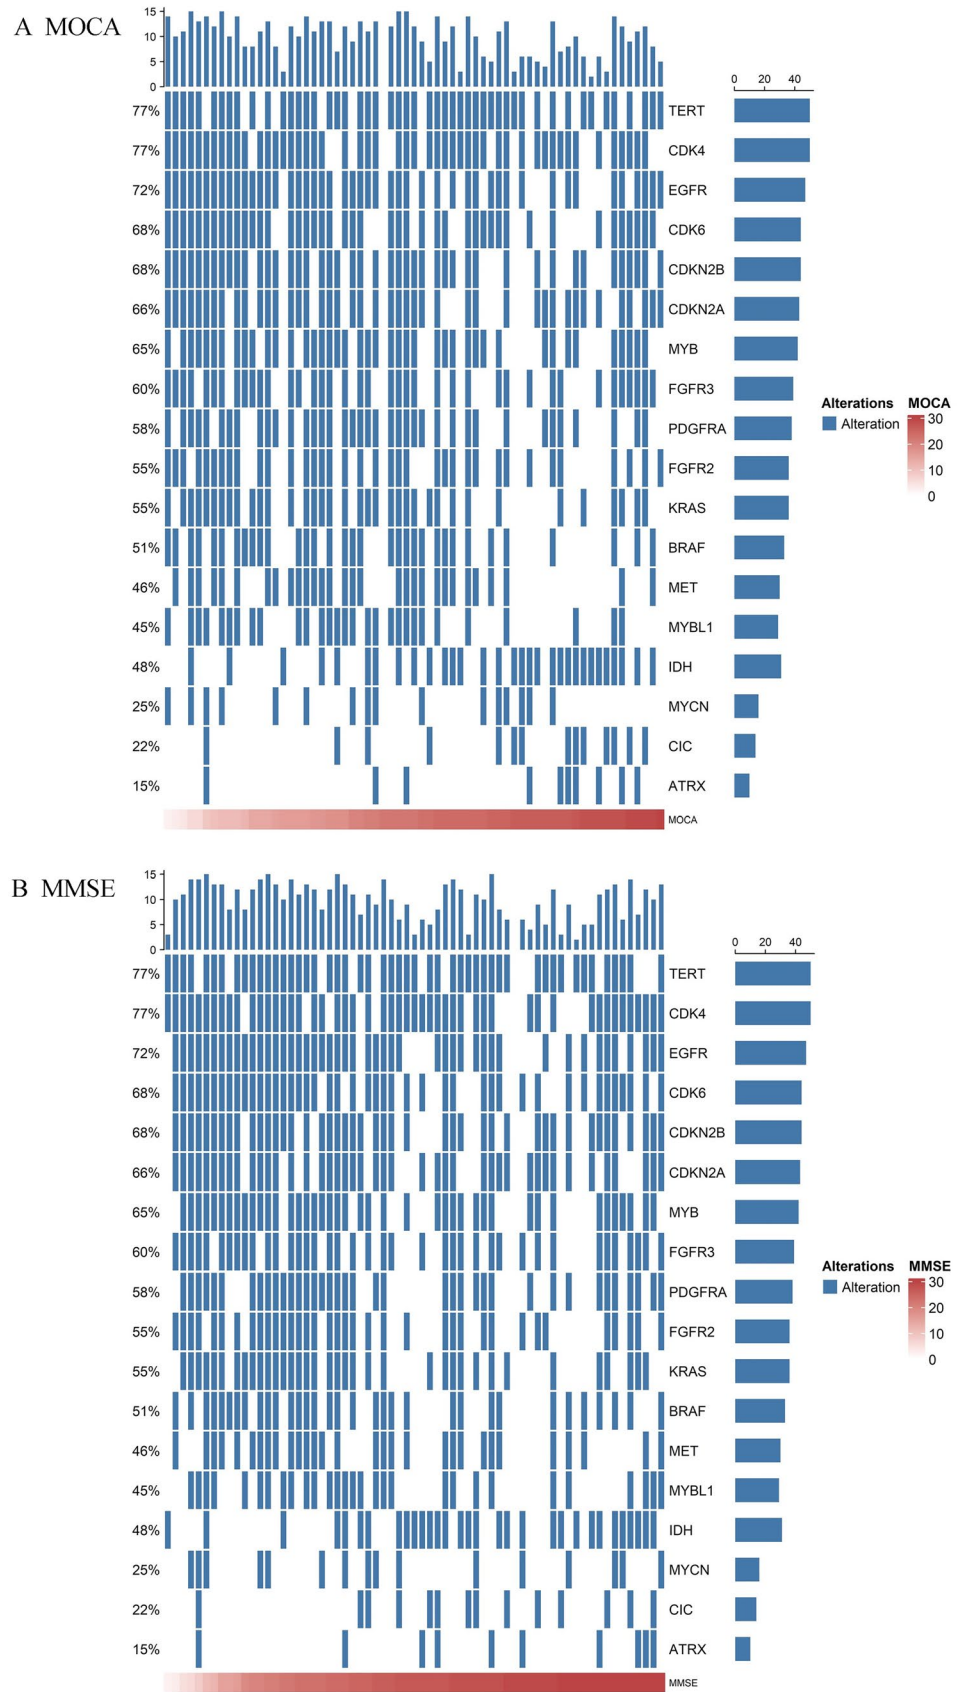 A MOCA
15
10
5
0
0 20 40
77% TERT
77% CDK4
72% EGFR
68% CDK6
68% CDKN2B
66% CDKN2A
65% MYB
60% FGFR3
58% PDGFRA
55% FGFR2
55% KRAS
51% BRAF
46% MET
45% MYBL1
48% IDH
25% MYCN
22% CIC
15% ATRX
MOCA
Alterations MOCA
Alteration
30
20
10
0
B MMSE
15
10
5
0
0 20 40
77% TERT
77% CDK4
72% EGFR
68% CDK6
68% CDKN2B
66% CDKN2A
65% MYB
60% FGFR3
58% PDGFRA
55% FGFR2
55% KRAS
51% BRAF
46% MET
45% MYBL1
48% IDH
25% MYCN
22% CIC
15% ATRX
MMSE
Alterations MMSE
Alteration
30
20
10
0